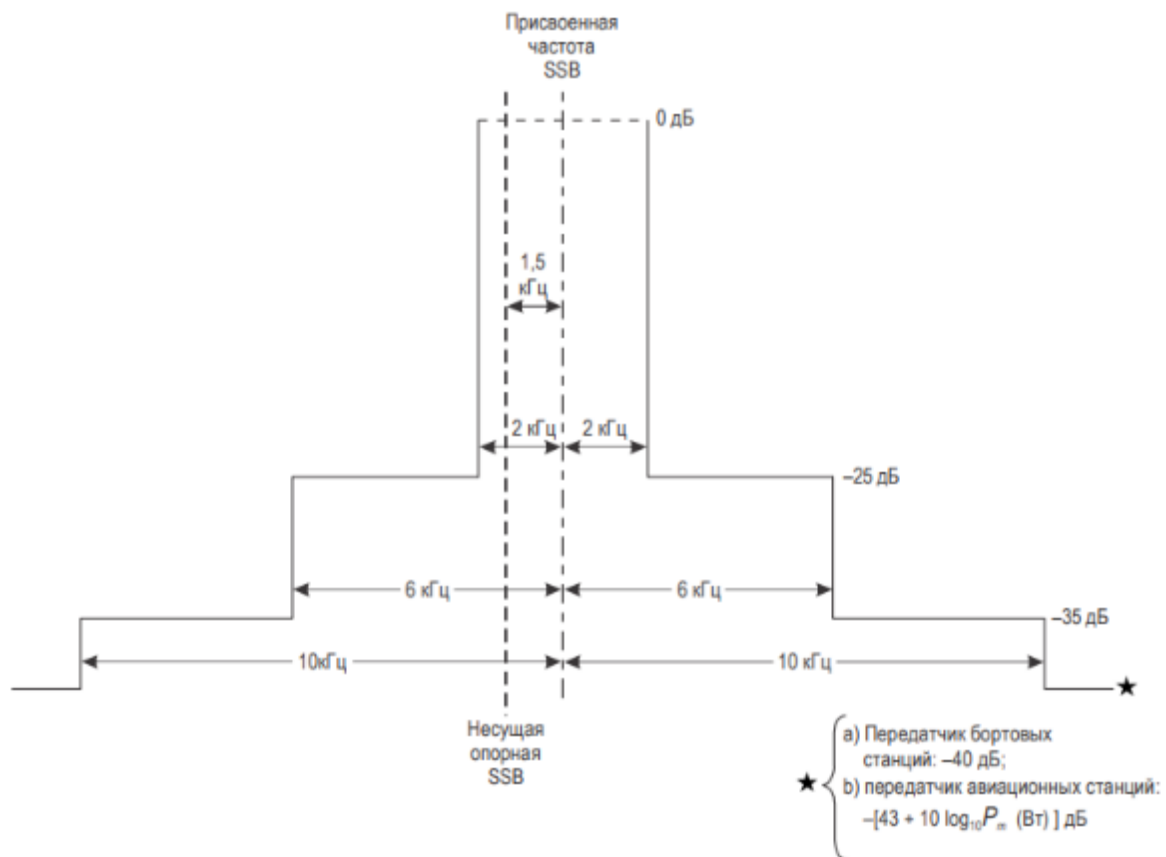 Присвоенная
частота
SSB
0 дБ
1,5
кГц
2 кГц
2 кГц
–25 дБ
6 кГц
6 кГц
–35 дБ
10кГц
10 кГц
★
Несущая
опорная
SSB
★
a) Передатчик бортовых
станций: –40 дБ;
b) передатчик авиационных станций:
–[43 + 10 log₁₀Pₘ (Вт) ] дБ